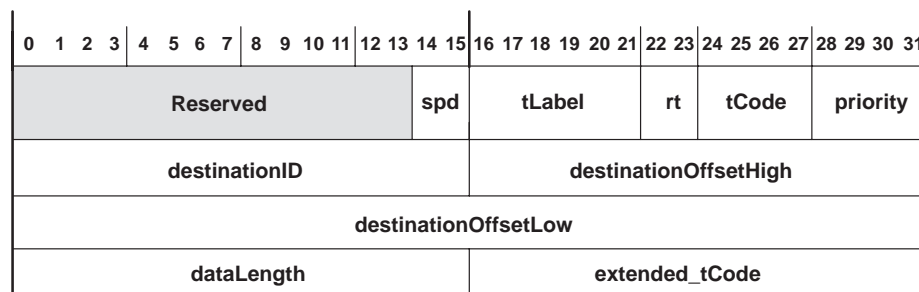 0 1 2 3 4 5 6 7 8 9 10 11 12 13 14 15 16 17 18 19 20 21 22 23 24 25 26 27 28 29 30 31
Reserved spd tLabel rt tCode priority
destinationID destinationOffsetHigh
destinationOffsetLow
dataLength extended_tCode